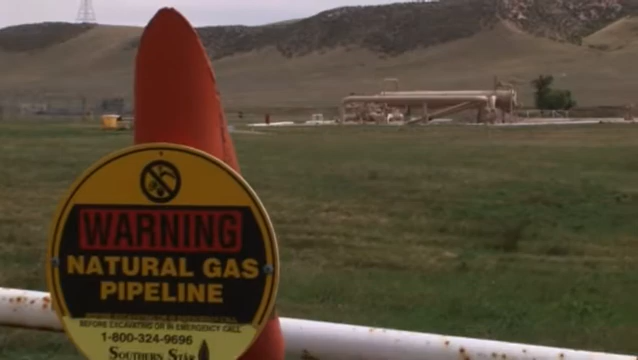 WARNING
NATURAL GAS
PIPELINE
BEFORE EXCAVATING OR IN EMERGENCY CALL
1-800-324-9696
SOUTHERN STAR